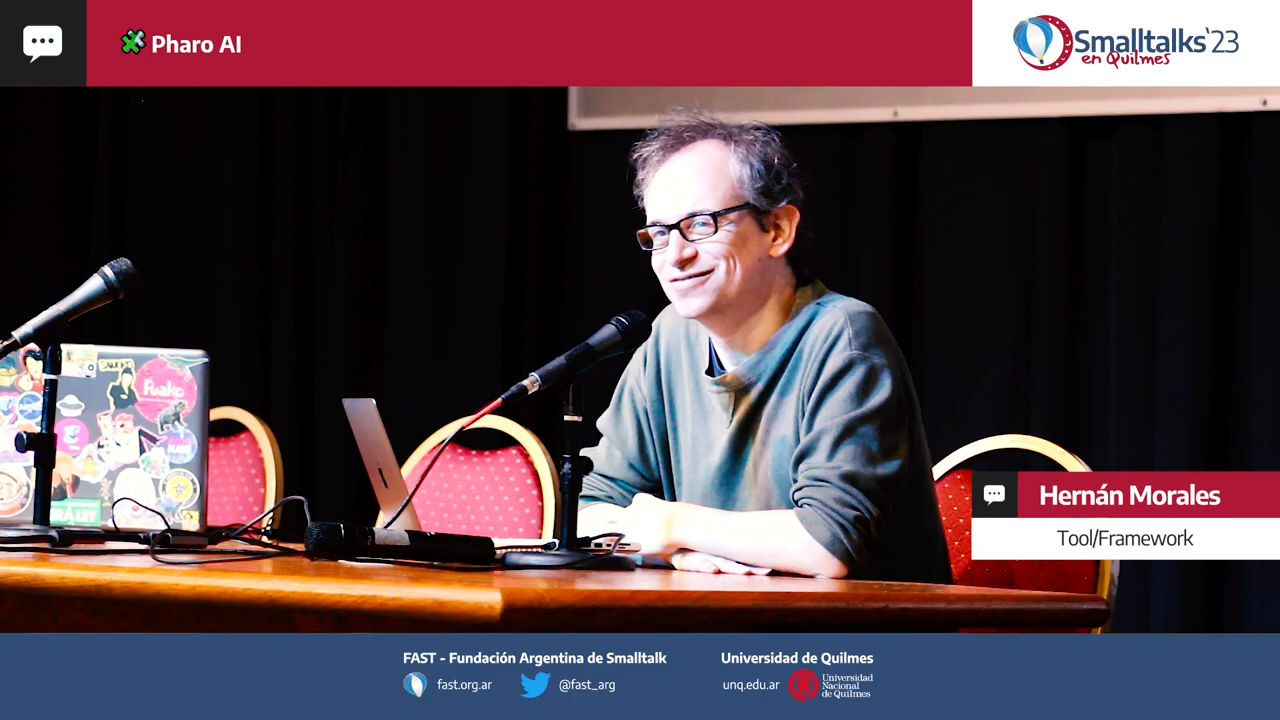 Pharo AI
Smalltalks'23
en Quilmes
Fuako
Hernán Morales
Tool/Framework
FAST - Fundación Argentina de Smalltalk
Universidad de Quilmes
fast.org.ar
@fast_arg
unq.edu.ar
Universidad
Nacional
de Quilmes